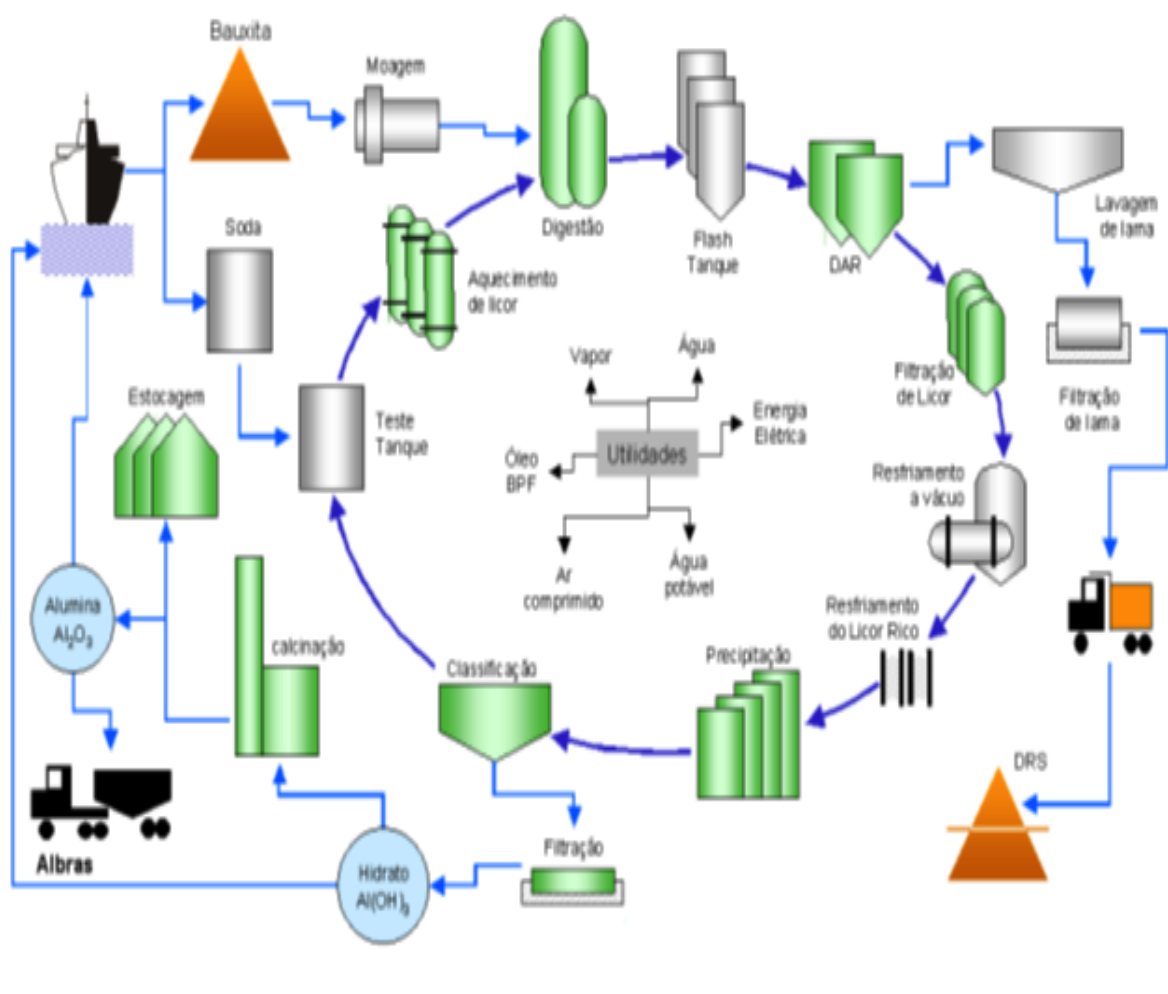 Bauxita
Moagem
Digestão
Flash
Tanque
DAR
Lavagem
de lama
Soda
Aquecimento
de licor
Filtração
de Licor
Filtração
de lama
Estocagem
Teste
Tanque
Vapor
Água
Energia
Elétrica
Utilidades
Óleo
BPF
Ar
comprimido
Água
potável
Resfriamento
a vácuo
Resfriamento
do Licor Rico
Alumina
Al2O3
calcinação
Classificação
Precipitação
DRS
Albras
Filtração
Hidrato
Al(OH)3